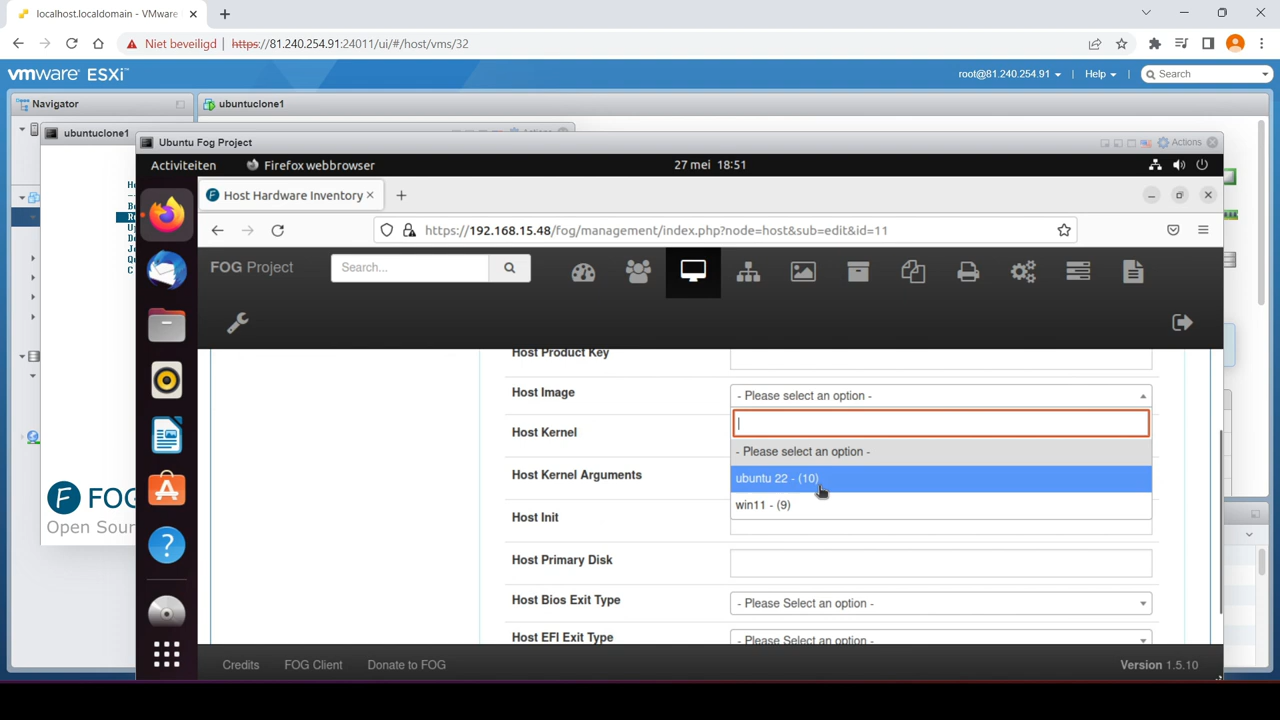 localhost.localdomain - VMware
Niet beveiligd | https://81.240.254.91:24011/ui/#/host/vms/32
vmware ESXi™
root@81.240.254.91 | Help | Search
Navigator
ubuntuclone1
ubuntuclone1
Actions
Ubuntu Fog Project
Actions
Activiteiten
Firefox webbrowser
27 mei 18:51
Host Hardware Inventory
https://192.168.15.48/fog/management/index.php?node=host&sub=edit&id=11
FOG Project
Search...
Host Product Key
Host Image
- Please select an option -
- Please select an option -
ubuntu 22 - (10)
win11 - (9)
Host Kernel
Host Kernel Arguments
Host Init
Host Primary Disk
Host Bios Exit Type
- Please Select an option -
Host EFI Exit Type
- Please Select an option -
FOG
Open Sour
Credits
FOG Client
Donate to FOG
Version 1.5.10